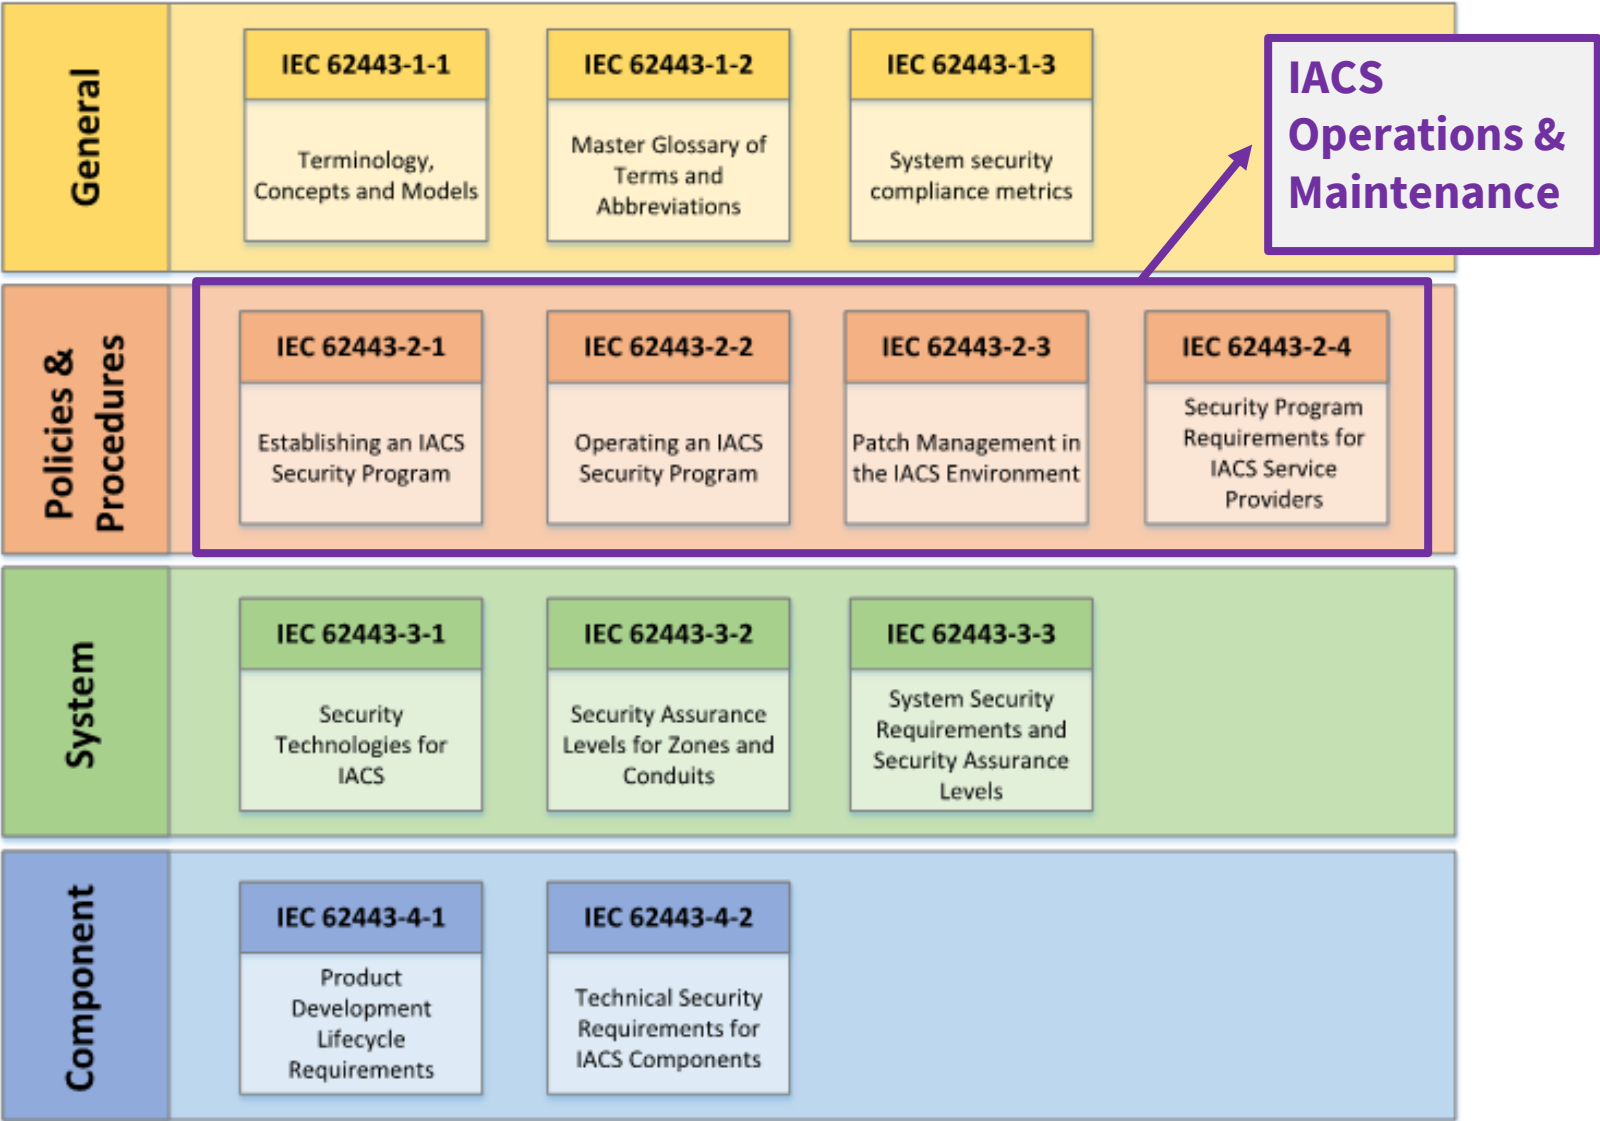 General
IEC 62443-1-1
Terminology,
Concepts and Models
IEC 62443-1-2
Master Glossary of
Terms and
Abbreviations
IEC 62443-1-3
System security
compliance metrics
IACS
Operations &
Maintenance
Policies &
Procedures
IEC 62443-2-1
Establishing an IACS
Security Program
IEC 62443-2-2
Operating an IACS
Security Program
IEC 62443-2-3
Patch Management in
the IACS Environment
IEC 62443-2-4
Security Program
Requirements for
IACS Service
Providers
System
IEC 62443-3-1
Security
Technologies for
IACS
IEC 62443-3-2
Security Assurance
Levels for Zones and
Conduits
IEC 62443-3-3
System Security
Requirements and
Security Assurance
Levels
Component
IEC 62443-4-1
Product
Development
Lifecycle
Requirements
IEC 62443-4-2
Technical Security
Requirements for
IACS Components